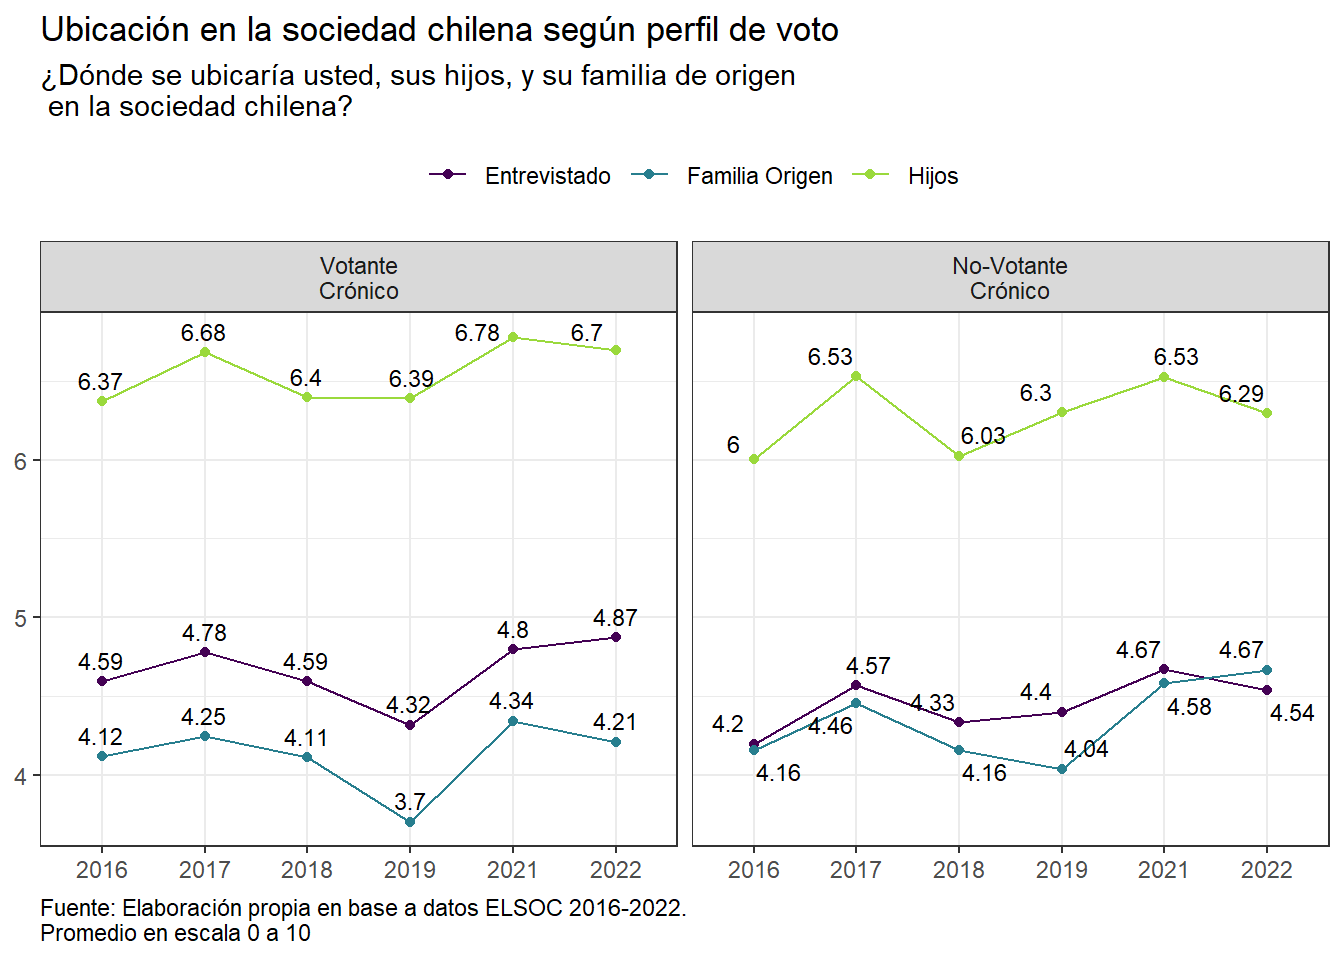 Ubicación en la sociedad chilena según perfil de voto
¿Dónde se ubicaría usted, sus hijos, y su familia de origen
en la sociedad chilena?
Entrevistado Familia Origen Hijos
Votante
Crónico
No-Votante
Crónico
6.37 6.68 6.4 6.39 6.78 6.7
4.59 4.78 4.59 4.32 4.8 4.87
4.12 4.25 4.11 3.7 4.34 4.21
6 6.53 6.03 6.3 6.53 6.29
4.2 4.57 4.33 4.4 4.67 4.54
4.16 4.46 4.16 4.04 4.58 4.67
6
5
4
2016 2017 2018 2019 2021 2022
2016 2017 2018 2019 2021 2022
Fuente: Elaboración propia en base a datos ELSOC 2016-2022.
Promedio en escala 0 a 10